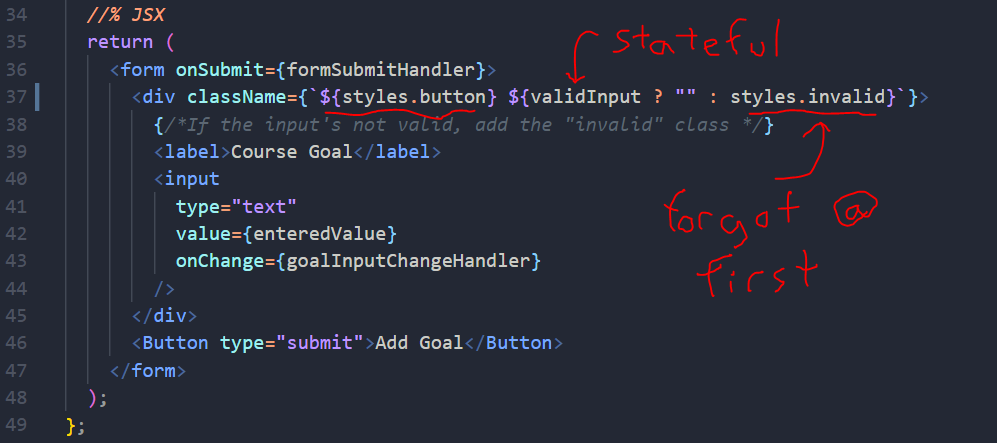 34 //% JSX
35 return (
36 <form onSubmit={formSubmitHandler}>
37 <div className={`${styles.button} ${validInput ? "" : styles.invalid}`}>
38 {/*If the input's not valid, add the "invalid" class */}
39 <label>Course Goal</label>
40 <input
41 type="text"
42 value={enteredValue}
43 onChange={goalInputChangeHandler}
44 />
45 </div>
46 <Button type="submit">Add Goal</Button>
47 </form>
48 );
49 };
stateful
forgot @
first